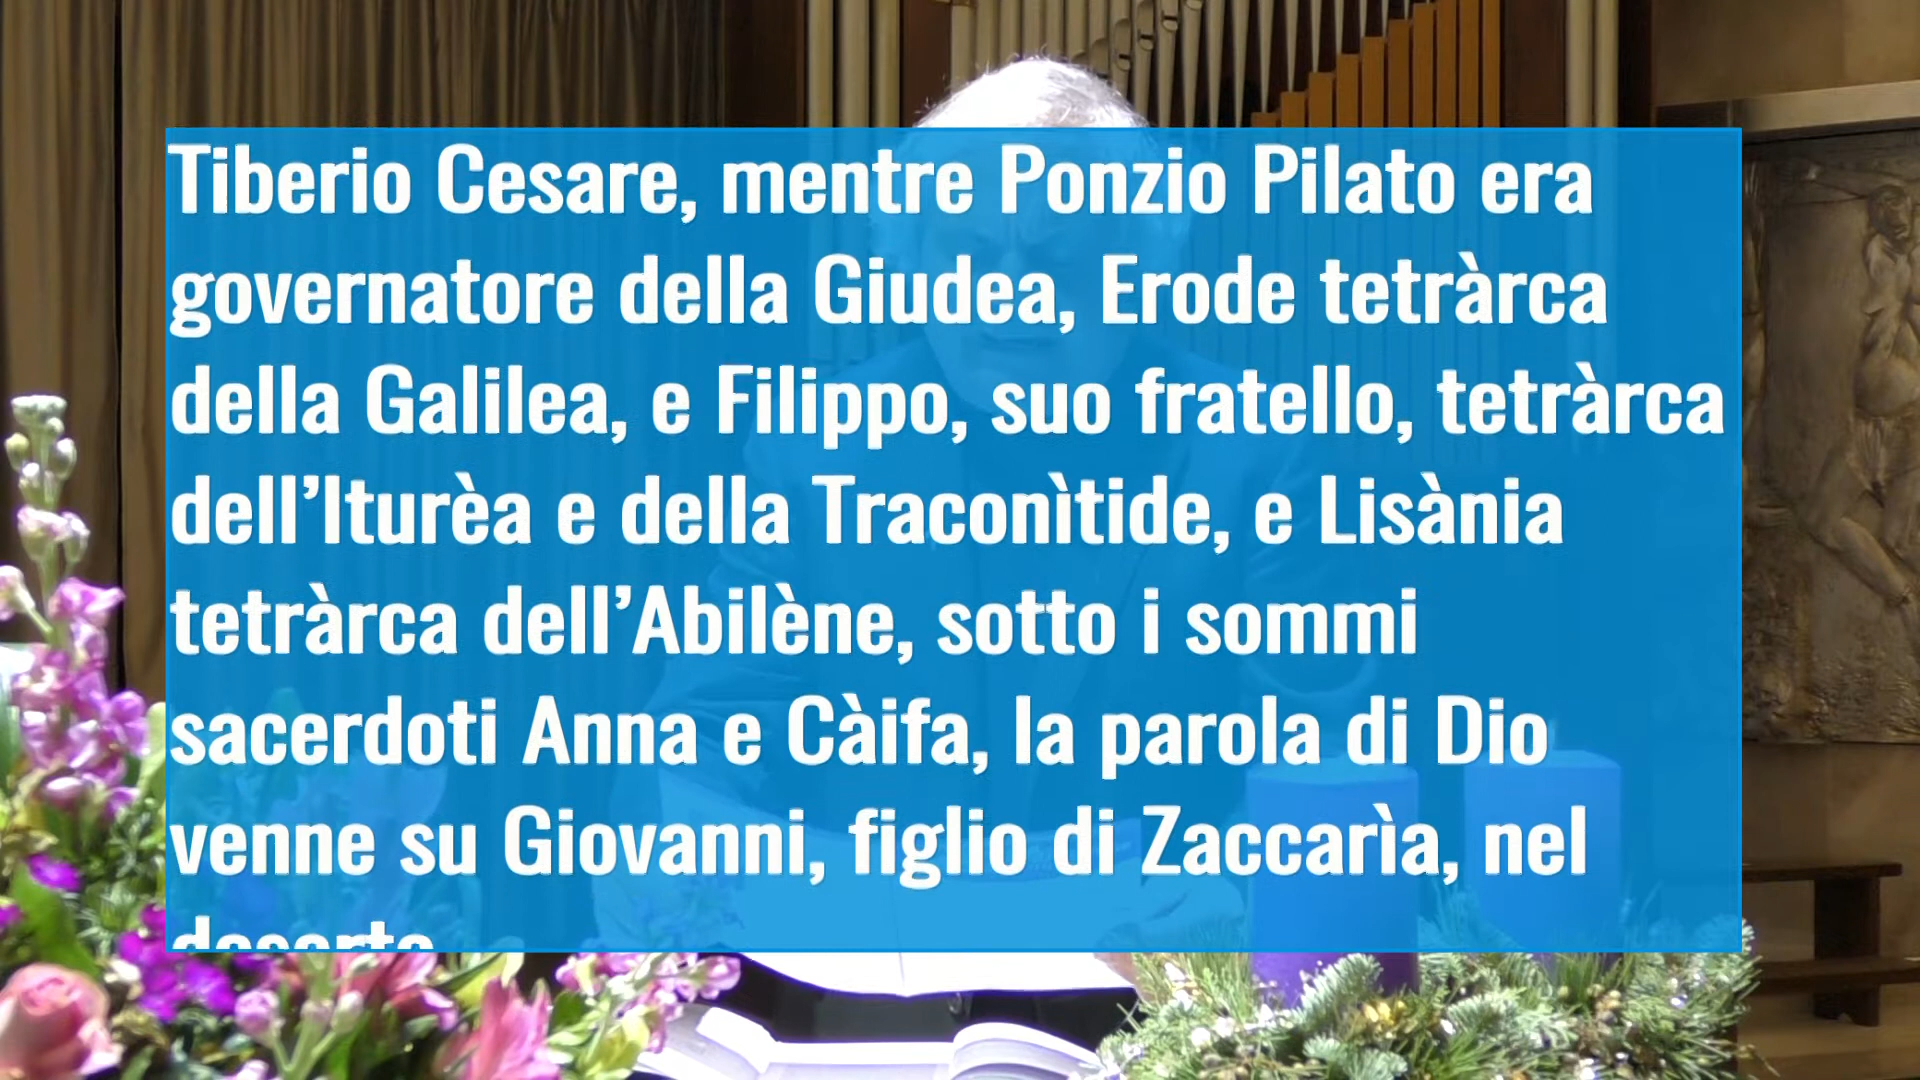 Tiberio Cesare, mentre Ponzio Pilato era
governatore della Giudea, Erode tetràrca
della Galilea, e Filippo, suo fratello, tetràrca
dell’Iturèa e della Traconìtide, e Lisània
tetràrca dell’Abilène, sotto i sommi
sacerdoti Anna e Càifa, la parola di Dio
venne su Giovanni, figlio di Zaccarìa, nel